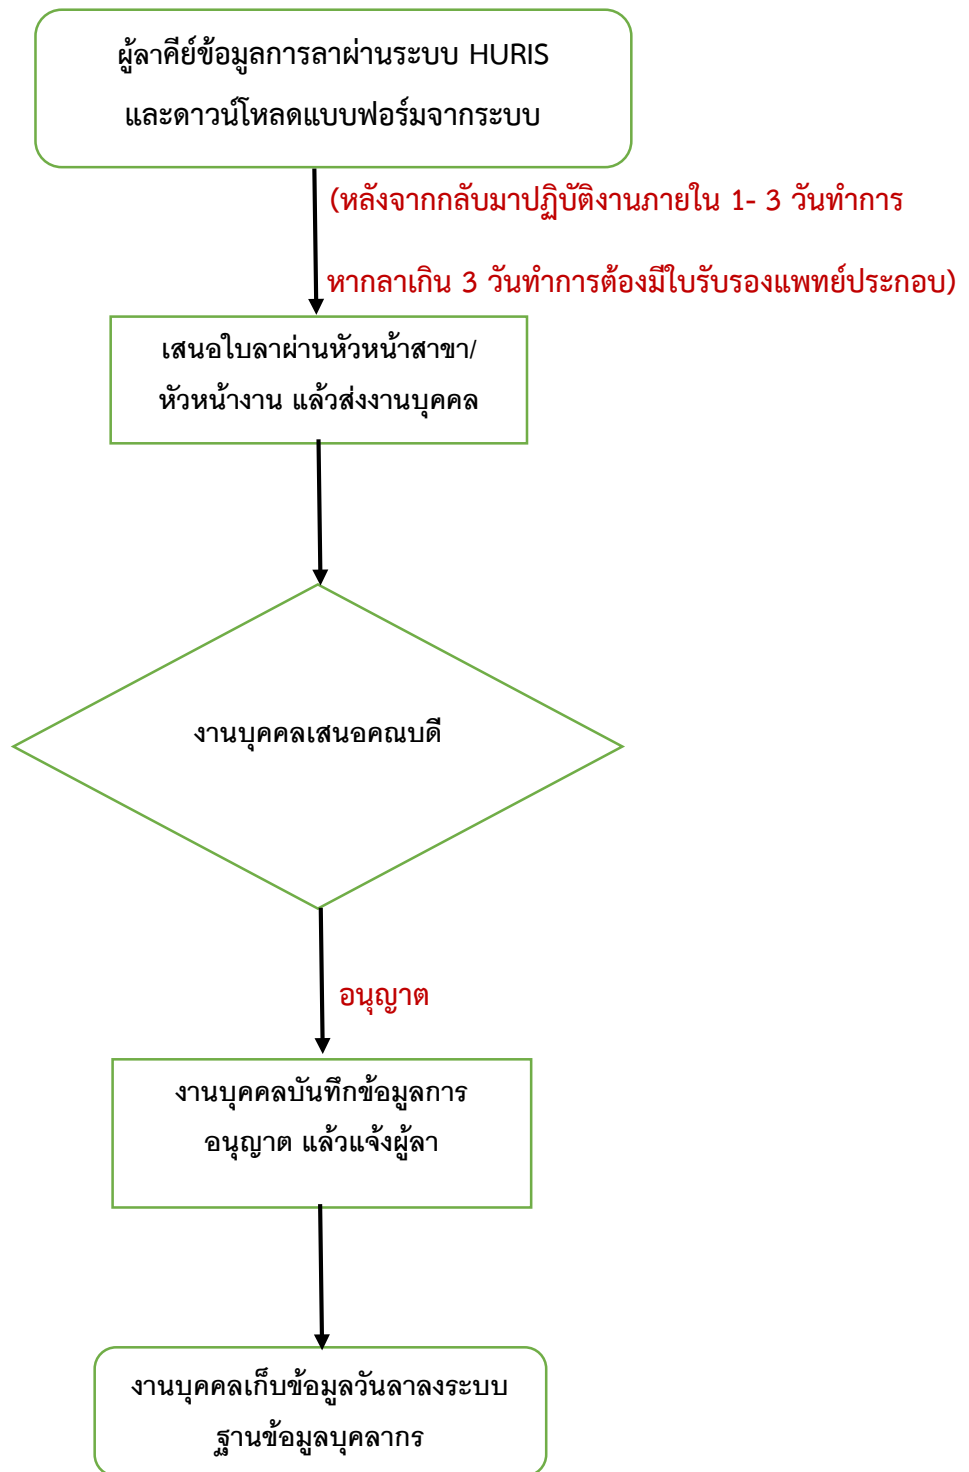 ผู้ลาคีย์ข้อมูลการลาผ่านระบบ HURIS
และดาวน์โหลดแบบฟอร์มจากระบบ
(หลังจากกลับมาปฏิบัติงานภายใน 1- 3 วันทำการ
หากลาเกิน 3 วันทำการต้องมีใบรับรองแพทย์ประกอบ)
เสนอใบลาผ่านหัวหน้าสาขา/
หัวหน้างาน แล้วส่งงานบุคคล
งานบุคคลเสนอคณบดี
อนุญาต
งานบุคคลบันทึกข้อมูลการ
อนุญาต แล้วแจ้งผู้ลา
งานบุคคลเก็บข้อมูลวันลาลงระบบ
ฐานข้อมูลบุคลากร